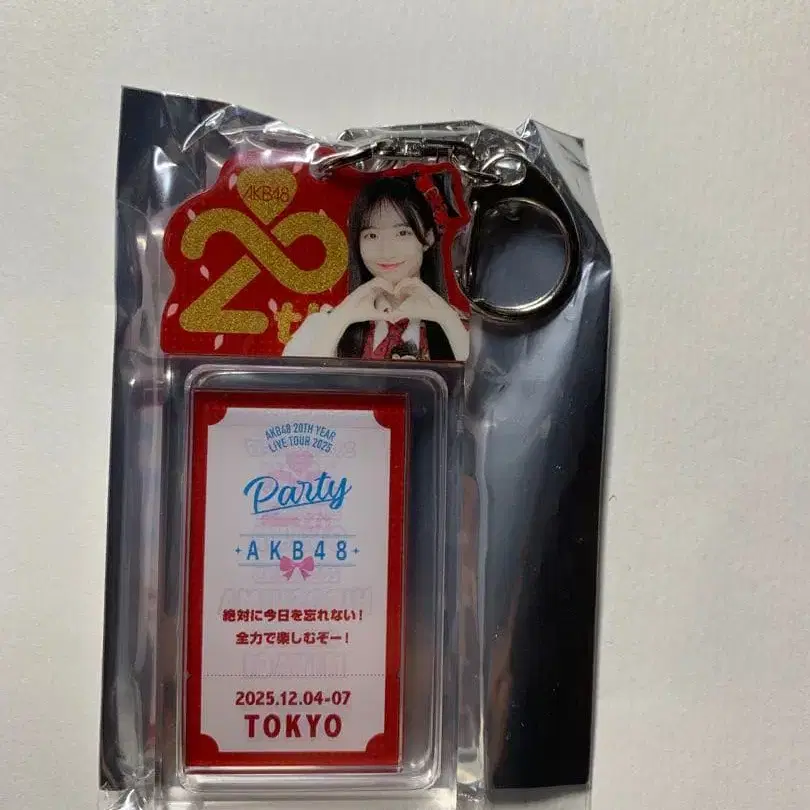 AKB48
20th
AKB48 20TH YEAR
LIVE TOUR 2025
Party
AKB48
絶対に今日を忘れない!
全力で楽しむぞー!
2025.12.04-07
TOKYO